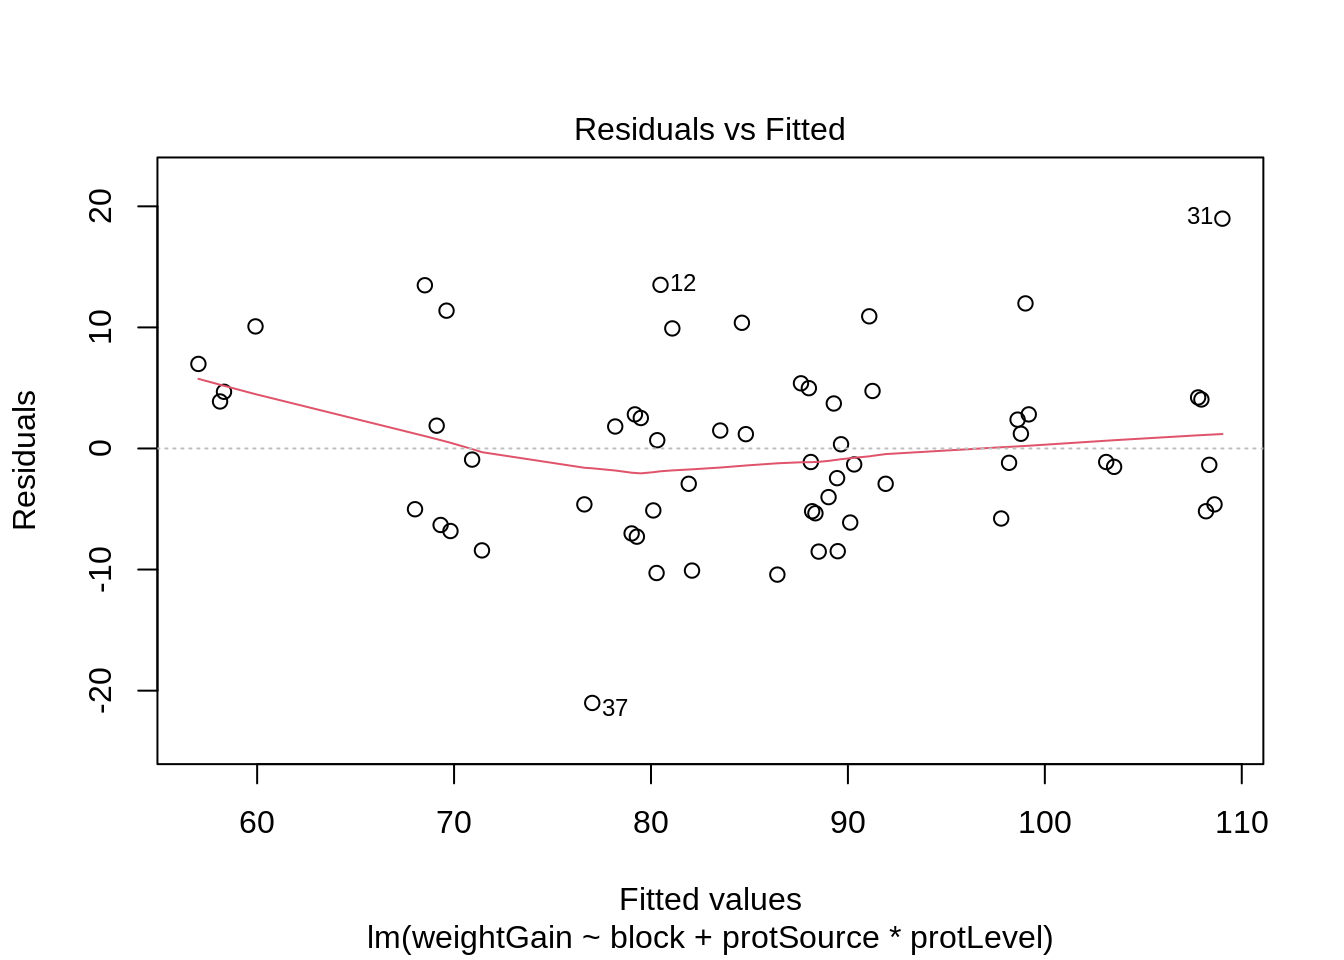 Residuals vs Fitted
Residuals
20
10
0
-10
-20
31
12
37
60 70 80 90 100 110
Fitted values
lm(weightGain ~ block + protSource * protLevel)